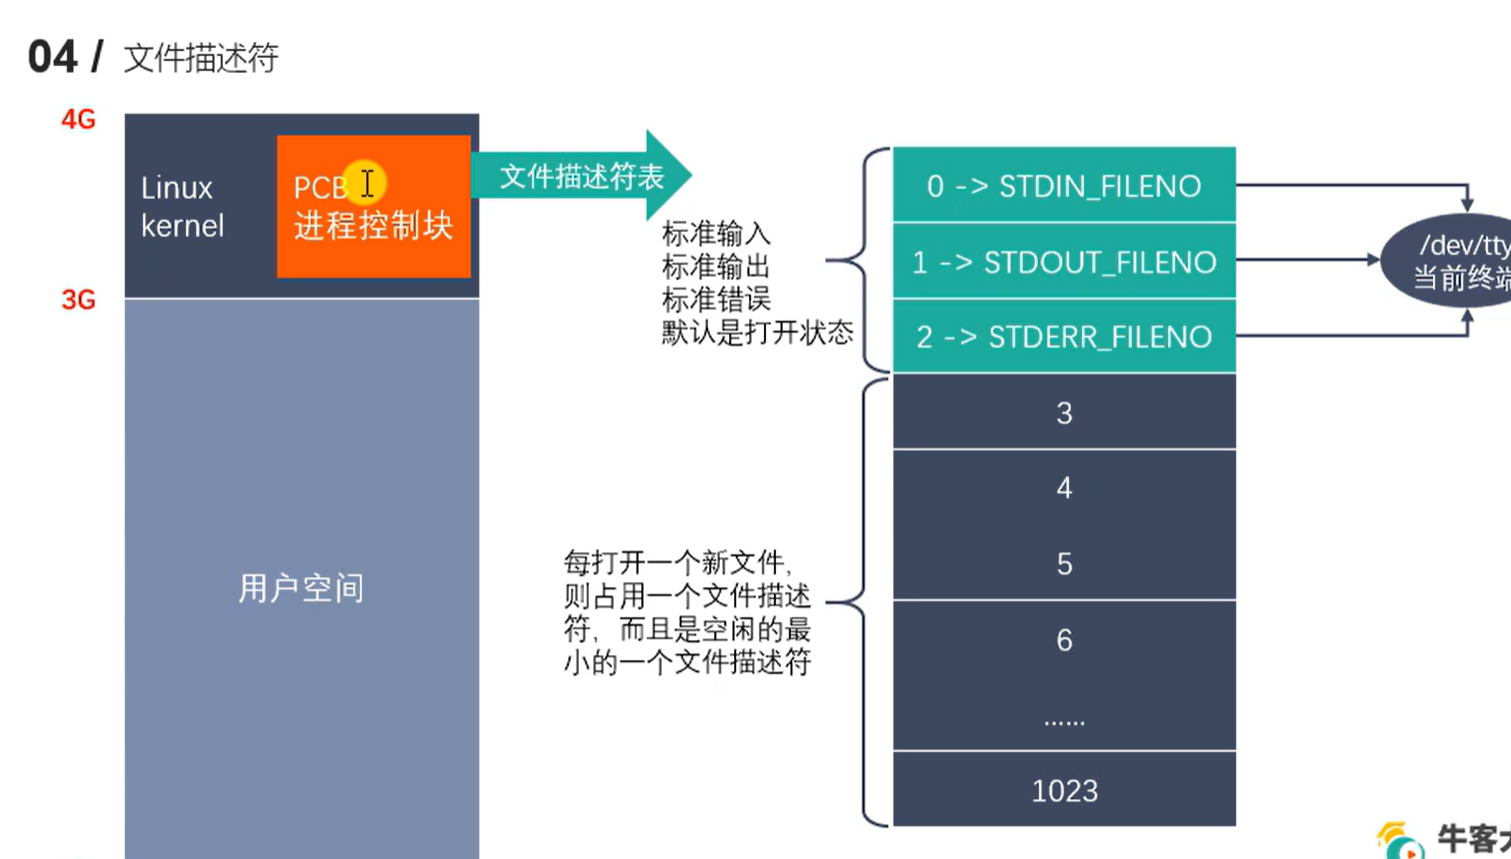 04 / 文件描述符
4G
Linux
kernel
PCB
进程控制块
3G
用户空间
文件描述符表
标准输入
标准输出
标准错误
默认是打开状态
每打开一个新文件,
则占用一个文件描述
符, 而且是空闲的最
小的一个文件描述符
0 -> STDIN_FILENO
1 -> STDOUT_FILENO
2 -> STDERR_FILENO
3
4
5
6
......
1023
/dev/tty
当前终端
牛客